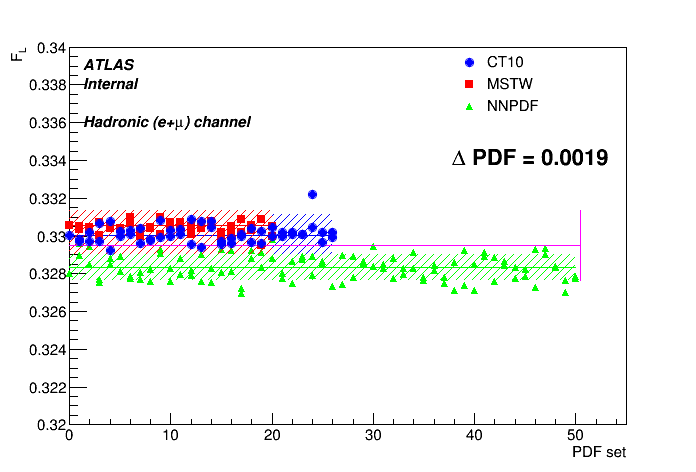 F_L
0.34
0.338
0.336
0.334
0.332
0.33
0.328
0.326
0.324
0.322
0.32
ATLAS
Internal
Hadronic (e+μ) channel
CT10
MSTW
NNPDF
Δ PDF = 0.0019
0 10 20 30 40 50
PDF set